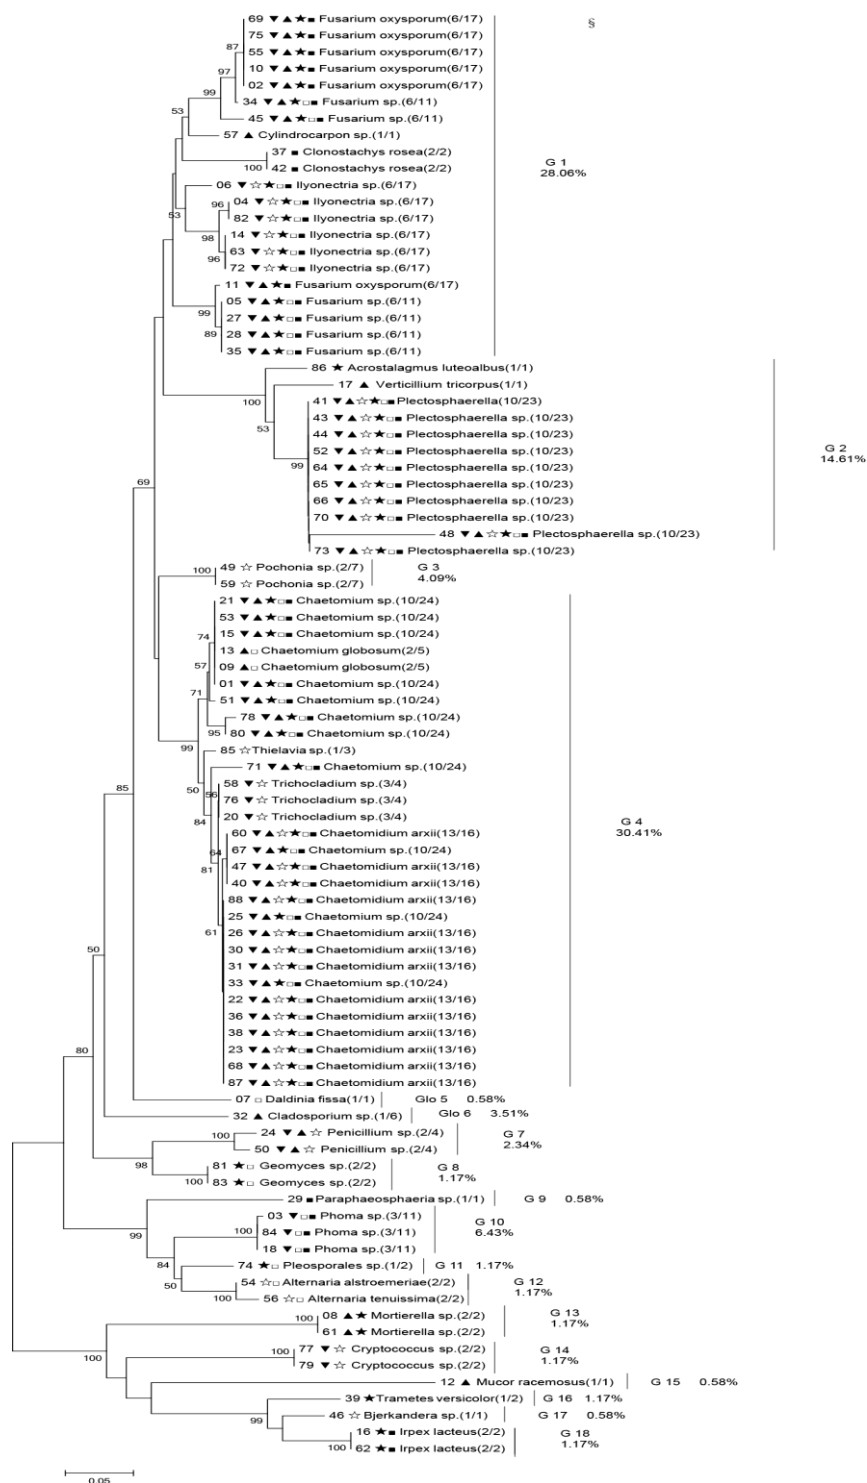 §
69 ▼▲★■ Fusarium oxysporum(6/17)
75 ▼▲★■ Fusarium oxysporum(6/17)
55 ▼▲★■ Fusarium oxysporum(6/17)
10 ▼▲★■ Fusarium oxysporum(6/17)
02 ▼▲★■ Fusarium oxysporum(6/17)
34 ▼▲★□■ Fusarium sp.(6/11)
45 ▼▲★□■ Fusarium sp.(6/11)
57 ▲ Cylindrocarpon sp.(1/1)
37 ■ Clonostachys rosea(2/2)
42 ■ Clonostachys rosea(2/2)
06 ▼☆★□■ Ilyonectria sp.(6/17)
04 ▼☆★□■ Ilyonectria sp.(6/17)
82 ▼☆★□■ Ilyonectria sp.(6/17)
14 ▼☆★□■ Ilyonectria sp.(6/17)
63 ▼☆★□■ Ilyonectria sp.(6/17)
72 ▼☆★□■ Ilyonectria sp.(6/17)
11 ▼▲★■ Fusarium oxysporum(6/17)
05 ▼▲★□■ Fusarium sp.(6/11)
27 ▼▲★□■ Fusarium sp.(6/11)
28 ▼▲★□■ Fusarium sp.(6/11)
35 ▼▲★□■ Fusarium sp.(6/11)
G 1
28.06%
86 ★ Acrostalagmus luteoalbus(1/1)
17 ▲ Verticillium tricorpus(1/1)
41 ▼▲☆★□■ Plectosphaerella(10/23)
43 ▼▲☆★□■ Plectosphaerella sp.(10/23)
44 ▼▲☆★□■ Plectosphaerella sp.(10/23)
52 ▼▲☆★□■ Plectosphaerella sp.(10/23)
64 ▼▲☆★□■ Plectosphaerella sp.(10/23)
65 ▼▲☆★□■ Plectosphaerella sp.(10/23)
66 ▼▲☆★□■ Plectosphaerella sp.(10/23)
70 ▼▲☆★□■ Plectosphaerella sp.(10/23)
48 ▼▲☆★□■ Plectosphaerella sp.(10/23)
73 ▼▲☆★□■ Plectosphaerella sp.(10/23)
G 2
14.61%
49 ☆ Pochonia sp.(2/7)
59 ☆ Pochonia sp.(2/7)
G 3
4.09%
21 ▼▲★□■ Chaetomium sp.(10/24)
53 ▼▲★□■ Chaetomium sp.(10/24)
15 ▼▲★□■ Chaetomium sp.(10/24)
13 ▲□ Chaetomium globosum(2/5)
09 ▲□ Chaetomium globosum(2/5)
01 ▼▲★□■ Chaetomium sp.(10/24)
51 ▼▲★□■ Chaetomium sp.(10/24)
78 ▼▲★□■ Chaetomium sp.(10/24)
80 ▼▲★□■ Chaetomium sp.(10/24)
85 ☆Thielavia sp.(1/3)
71 ▼▲★□■ Chaetomium sp.(10/24)
58 ▼☆ Trichocladium sp.(3/4)
76 ▼☆ Trichocladium sp.(3/4)
20 ▼☆ Trichocladium sp.(3/4)
60 ▼▲☆★□■ Chaetomidium arxii(13/16)
67 ▼▲★□■ Chaetomium sp.(10/24)
47 ▼▲☆★□■ Chaetomidium arxii(13/16)
40 ▼▲☆★□■ Chaetomidium arxii(13/16)
88 ▼▲☆★□■ Chaetomidium arxii(13/16)
25 ▼▲★□■ Chaetomium sp.(10/24)
26 ▼▲☆★□■ Chaetomidium arxii(13/16)
30 ▼▲☆★□■ Chaetomidium arxii(13/16)
31 ▼▲☆★□■ Chaetomidium arxii(13/16)
33 ▼▲★□■ Chaetomium sp.(10/24)
22 ▼▲☆★□■ Chaetomidium arxii(13/16)
36 ▼▲☆★□■ Chaetomidium arxii(13/16)
38 ▼▲☆★□■ Chaetomidium arxii(13/16)
23 ▼▲☆★□■ Chaetomidium arxii(13/16)
68 ▼▲☆★□■ Chaetomidium arxii(13/16)
87 ▼▲☆★□■ Chaetomidium arxii(13/16)
G 4
30.41%
07 □ Daldinia fissa(1/1) Glo 5 0.58%
32 ▲ Cladosporium sp.(1/6) Glo 6 3.51%
24 ▼▲☆ Penicillium sp.(2/4)
50 ▼▲☆ Penicillium sp.(2/4)
G 7
2.34%
81 ★□ Geomyces sp.(2/2)
83 ★□ Geomyces sp.(2/2)
G 8
1.17%
29 ■Paraphaeosphaeria sp.(1/1) G 9 0.58%
03 ▼□ Phoma sp.(3/11)
84 ▼□ Phoma sp.(3/11)
18 ▼□ Phoma sp.(3/11)
G 10
6.43%
74 ★□ Pleosporales sp.(1/2) G 11 1.17%
54 ☆□ Alternaria alstroemeriae(2/2)
56 ☆□ Alternaria tenuissima(2/2)
G 12
1.17%
08 ▲★ Mortierella sp.(2/2)
61 ▲★ Mortierella sp.(2/2)
G 13
1.17%
77 ▼☆ Cryptococcus sp.(2/2)
79 ▼☆ Cryptococcus sp.(2/2)
G 14
1.17%
12 ▲ Mucor racemosus(1/1) G 15 0.58%
39 ★Trametes versicolor(1/2) G 16 1.17%
46 ☆ Bjerkandera sp.(1/1) G 17 0.58%
16 ★■ Irpex lacteus(2/2)
62 ★■ Irpex lacteus(2/2)
G 18
1.17%
87
97
99
53
100
53
96
98
96
99
89
100
53
99
69
100
74
57
71
95
99
50
56
84
64
81
61
85
50
80
100
98
100
99
100
84
50
100
100
100
100
99
100
0.05